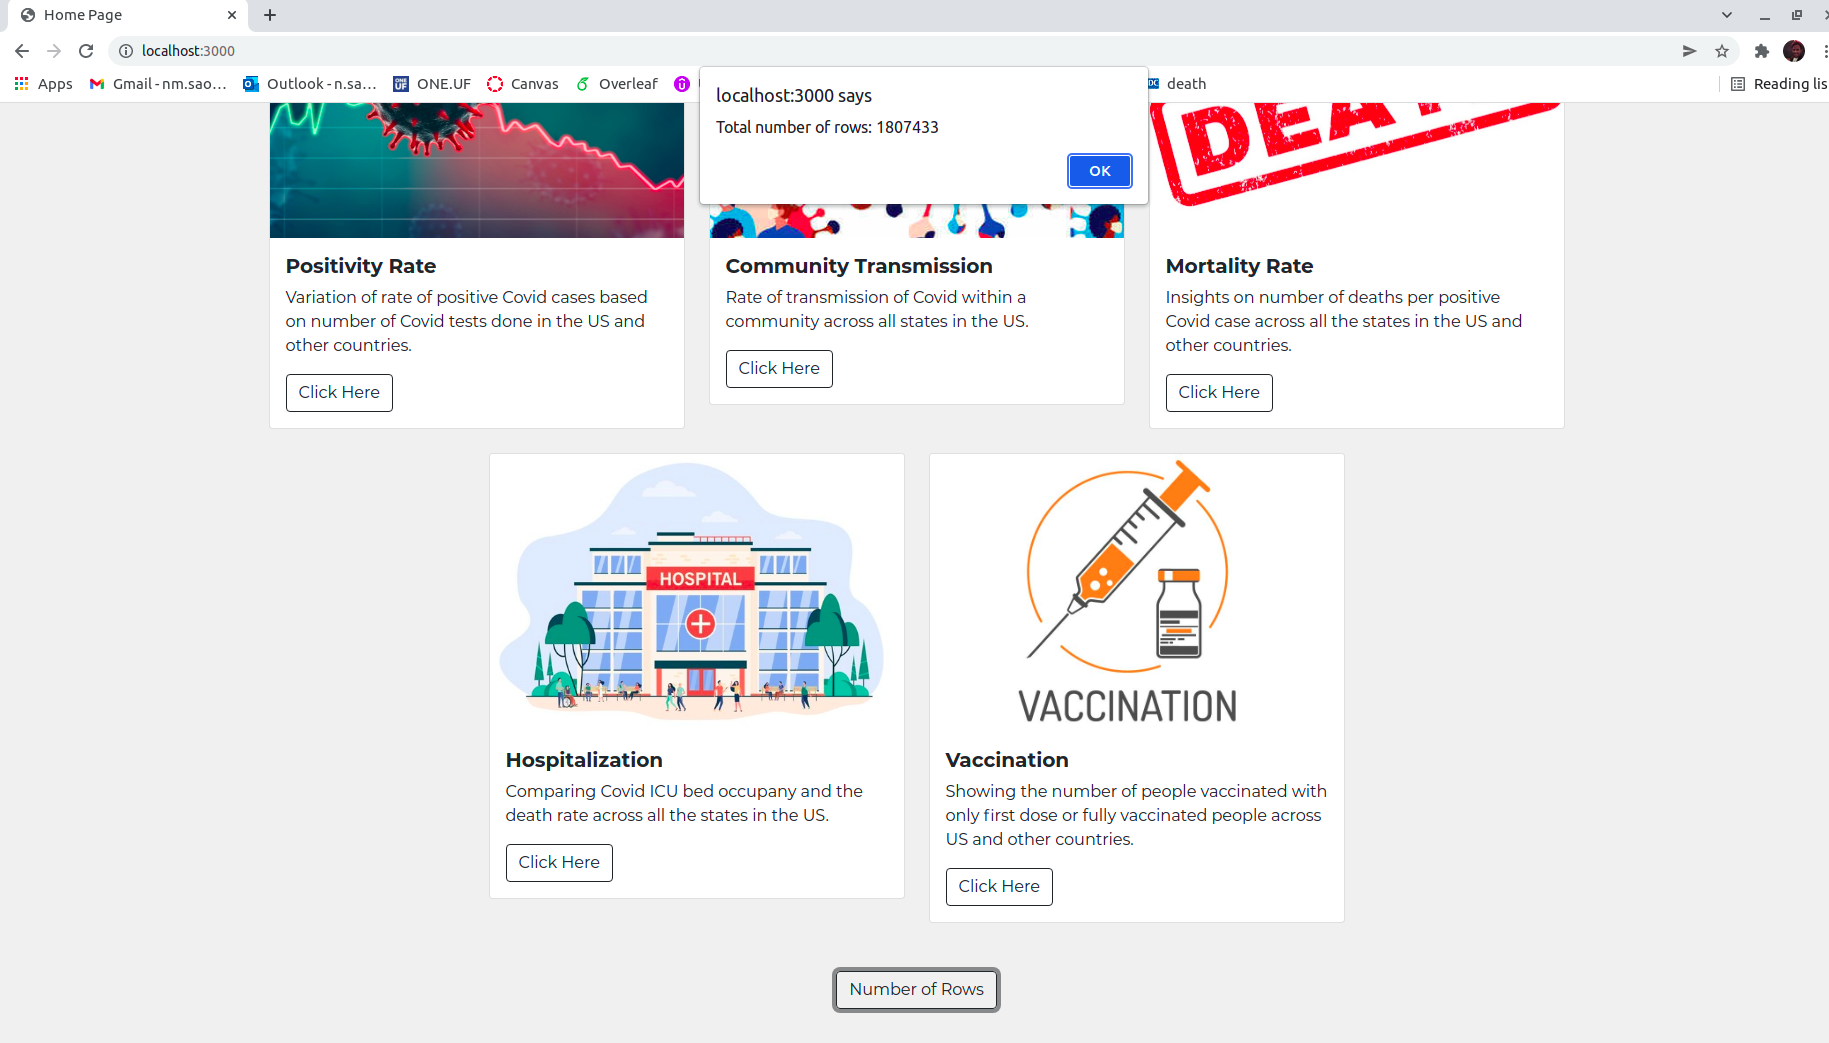 Home Page
localhost:3000
Apps
Gmail - nm.sao...
Outlook - n.sa...
ONE UF
ONE.UF
Canvas
Overleaf
death
Reading lis
localhost:3000 says
Total number of rows: 1807433
OK
Positivity Rate
Variation of rate of positive Covid cases based
on number of Covid tests done in the US and
other countries.
Click Here
Community Transmission
Rate of transmission of Covid within a
community across all states in the US.
Click Here
Mortality Rate
Insights on number of deaths per positive
Covid case across all the states in the US and
other countries.
Click Here
HOSPITAL
Hospitalization
Comparing Covid ICU bed occupany and the
death rate across all the states in the US.
Click Here
VACCINATION
Vaccination
Showing the number of people vaccinated with
only first dose or fully vaccinated people across
US and other countries.
Click Here
Number of Rows